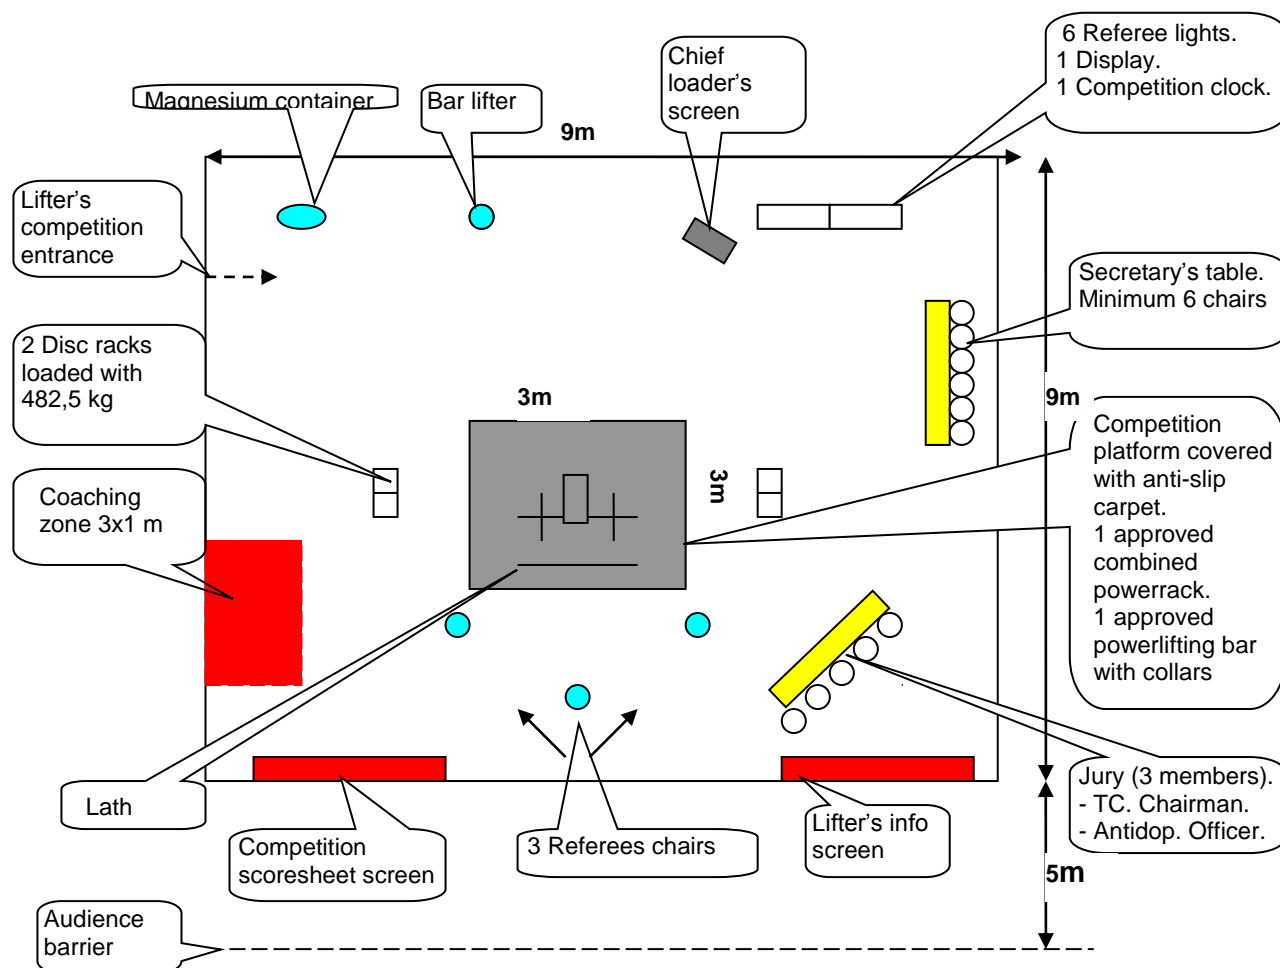 6 Referee lights.
1 Display.
1 Competition clock.
Chief
loader's
screen
Magnesium container
Bar lifter
9m
Lifter's
competition
entrance
Secretary's table.
Minimum 6 chairs
2 Disc racks
loaded with
482,5 kg
3m
9m
3m
Competition
platform covered
with anti-slip
carpet.
1 approved
combined
powerrack.
1 approved
powerlifting bar
with collars
Coaching
zone 3x1 m
Lath
Competition
scoresheet screen
3 Referees chairs
Lifter's info
screen
Jury (3 members).
- TC. Chairman.
- Antidop. Officer.
5m
Audience
barrier